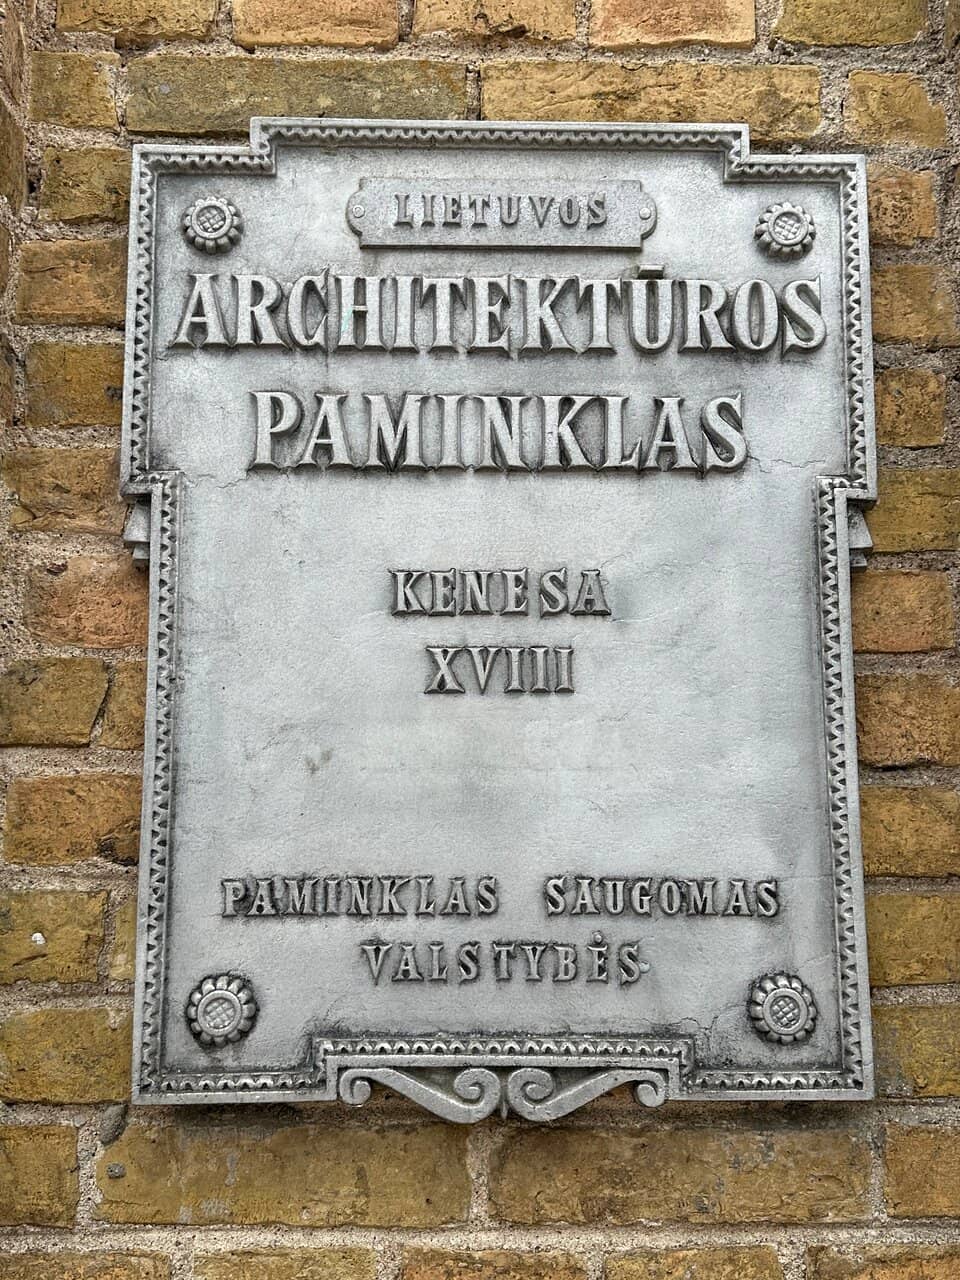 LIETUVOS
ARCHITEKTŪROS
PAMINKLAS
KENESA
XVIII
PAMINKLAS SAUGOMAS
VALSTYBĖS